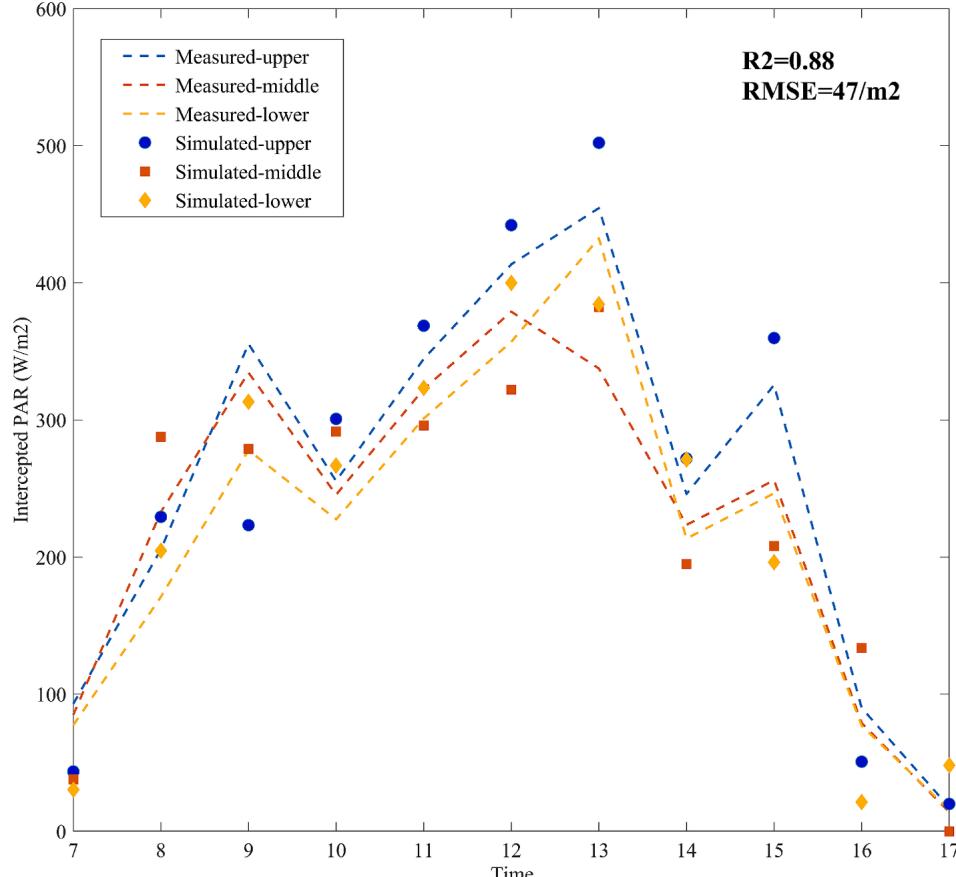 600
500
400
300
200
100
0
Intercepted PAR (W/m2)
Measured-upper
Measured-middle
Measured-lower
Simulated-upper
Simulated-middle
Simulated-lower
R2=0.88
RMSE=47/m2
7 8 9 10 11 12 13 14 15 16 17
Time